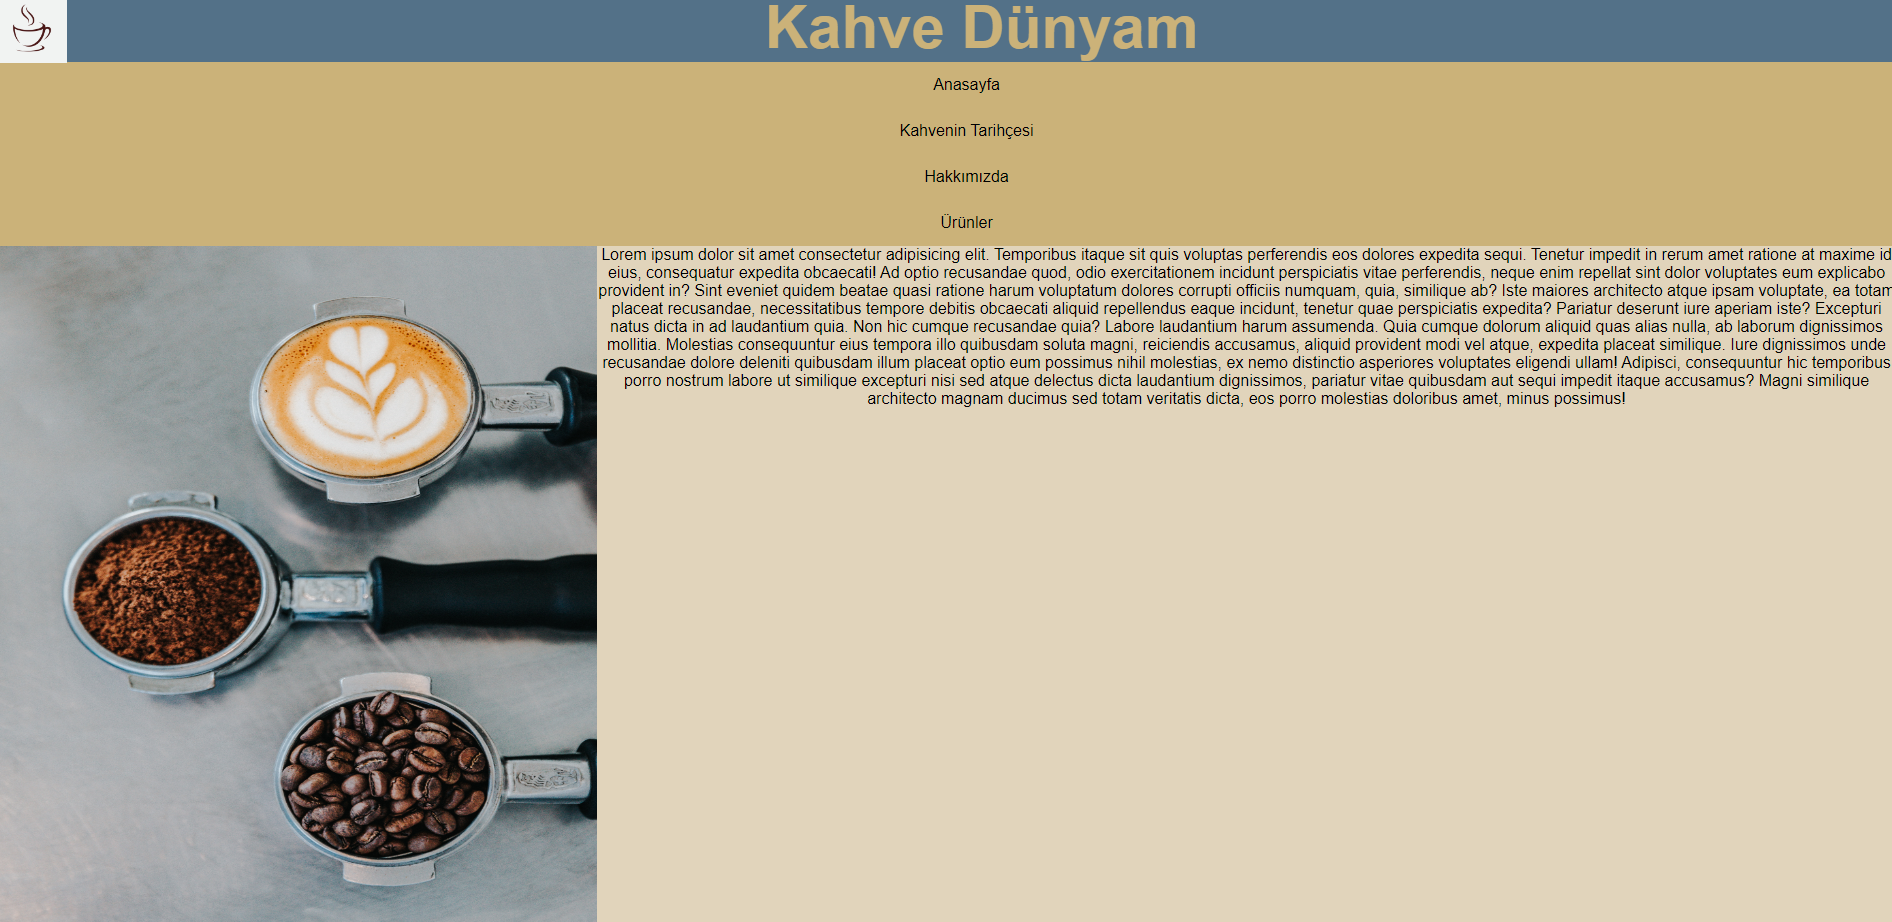 Kahve Dünyam
Anasayfa
Kahvenin Tarihçesi
Hakkımızda
Ürünler
Lorem ipsum dolor sit amet consectetur adipisicing elit. Temporibus itaque sit quis voluptas perferendis eos dolores expedita sequi. Tenetur impedit in rerum amet ratione at maxime id
eius, consequatur expedita obcaecati! Ad optio recusandae quod, odio exercitationem incidunt perspiciatis vitae perferendis, neque enim repellat sint dolor voluptates eum explicabo
provident in? Sint eveniet quidem beatae quasi ratione harum voluptatum dolores corrupti officiis numquam, quia, similique ab? Iste maiores architecto atque ipsam voluptate, ea totam
placeat recusandae, necessitatibus tempore debitis obcaecati aliquid repellendus eaque incidunt, tenetur quae perspiciatis expedita? Pariatur deserunt iure aperiam iste? Excepturi
natus dicta in ad laudantium quia. Non hic cumque recusandae quia? Labore laudantium harum assumenda. Quia cumque dolorum aliquid quas alias nulla, ab laborum dignissimos
mollitia. Molestias consequuntur eius tempora illo quibusdam soluta magni, reiciendis accusamus, aliquid provident modi vel atque, expedita placeat similique. Iure dignissimos unde
recusandae dolore deleniti quibusdam illum placeat optio eum possimus nihil molestias, ex nemo distinctio asperiores voluptates eligendi ullam! Adipisci, consequuntur hic temporibus
porro nostrum labore ut similique excepturi nisi sed atque delectus dicta laudantium dignissimos, pariatur vitae quibusdam aut sequi impedit itaque accusamus? Magni similique
architecto magnam ducimus sed totam veritatis dicta, eos porro molestias doloribus amet, minus possimus!